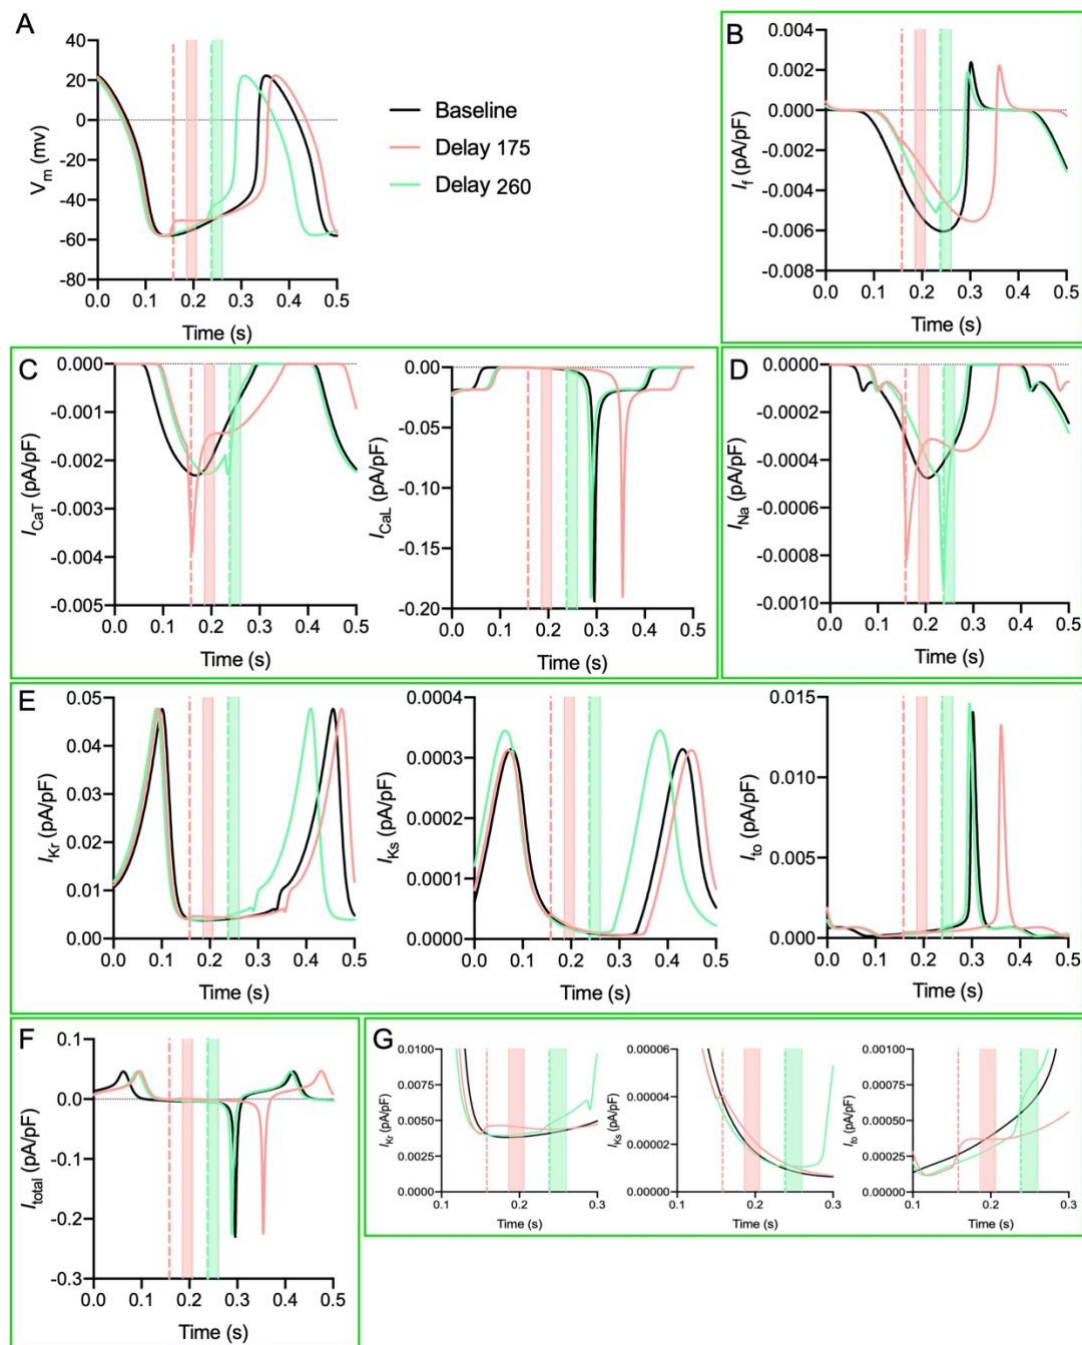 A
V_m (mv)
40
20
0
-20
-40
-60
-80
0.0 0.1 0.2 0.3 0.4 0.5
Time (s)
Baseline
Delay 175
Delay 260
B
I_f (pA/pF)
0.004
0.002
0.000
-0.002
-0.004
-0.006
-0.008
0.0 0.1 0.2 0.3 0.4 0.5
Time (s)
C
I_CaT (pA/pF)
0.000
-0.001
-0.002
-0.003
-0.004
-0.005
0.0 0.1 0.2 0.3 0.4 0.5
Time (s)
I_CaL (pA/pF)
0.00
-0.05
-0.10
-0.15
-0.20
0.0 0.1 0.2 0.3 0.4 0.5
Time (s)
D
I_Na (pA/pF)
0.0000
-0.0002
-0.0004
-0.0006
-0.0008
-0.0010
0.0 0.1 0.2 0.3 0.4 0.5
Time (s)
E
I_Kr (pA/pF)
0.05
0.04
0.03
0.02
0.01
0.00
0.0 0.1 0.2 0.3 0.4 0.5
Time (s)
I_Ks (pA/pF)
0.0004
0.0003
0.0002
0.0001
0.0000
0.0 0.1 0.2 0.3 0.4 0.5
Time (s)
I_to (pA/pF)
0.015
0.010
0.005
0.000
0.0 0.1 0.2 0.3 0.4 0.5
Time (s)
F
I_total (pA/pF)
0.1
0.0
-0.1
-0.2
-0.3
0.0 0.1 0.2 0.3 0.4 0.5
Time (s)
G
I_Kr (pA/pF)
0.0100
0.0075
0.0050
0.0025
0.0000
0.1 0.2 0.3
Time (s)
I_Ks (pA/pF)
0.00006
0.00004
0.00002
0.00000
0.1 0.2 0.3
Time (s)
I_to (pA/pF)
0.00100
0.00075
0.00050
0.00025
0.00000
0.1 0.2 0.3
Time (s)